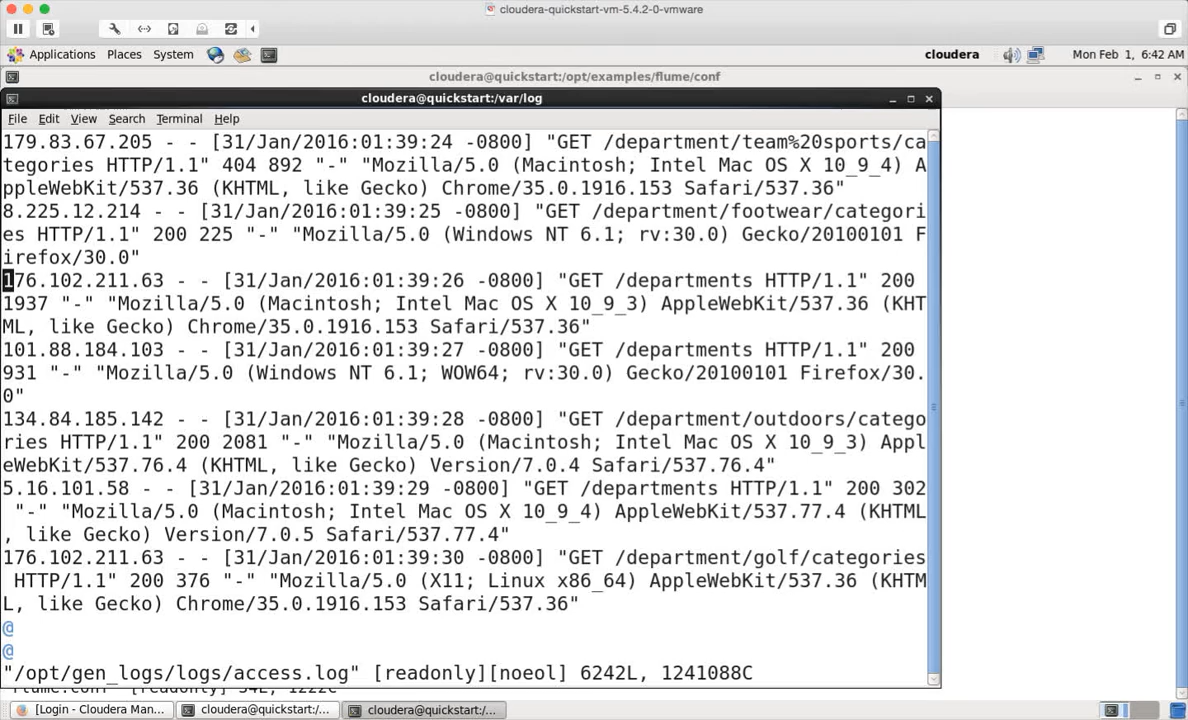 cloudera-quickstart-vm-5.4.2-0-vmware
Applications Places System cloudera Mon Feb 1, 6:42 AM
cloudera@quickstart:/opt/examples/flume/conf
cloudera@quickstart:/var/log
File Edit View Search Terminal Help
179.83.67.205 - - [31/Jan/2016:01:39:24 -0800] "GET /department/team%20sports/ca
tegories HTTP/1.1" 404 892 "-" "Mozilla/5.0 (Macintosh; Intel Mac OS X 10_9_4) A
ppleWebKit/537.36 (KHTML, like Gecko) Chrome/35.0.1916.153 Safari/537.36"
8.225.12.214 - - [31/Jan/2016:01:39:25 -0800] "GET /department/footwear/categori
es HTTP/1.1" 200 225 "-" "Mozilla/5.0 (Windows NT 6.1; rv:30.0) Gecko/20100101 F
irefox/30.0"
176.102.211.63 - - [31/Jan/2016:01:39:26 -0800] "GET /departments HTTP/1.1" 200
1937 "-" "Mozilla/5.0 (Macintosh; Intel Mac OS X 10_9_3) AppleWebKit/537.36 (KHT
ML, like Gecko) Chrome/35.0.1916.153 Safari/537.36"
101.88.184.103 - - [31/Jan/2016:01:39:27 -0800] "GET /departments HTTP/1.1" 200
931 "-" "Mozilla/5.0 (Windows NT 6.1; WOW64; rv:30.0) Gecko/20100101 Firefox/30.
0"
134.84.185.142 - - [31/Jan/2016:01:39:28 -0800] "GET /department/outdoors/catego
ries HTTP/1.1" 200 2081 "-" "Mozilla/5.0 (Macintosh; Intel Mac OS X 10_9_3) Appl
eWebKit/537.76.4 (KHTML, like Gecko) Version/7.0.4 Safari/537.76.4"
5.16.101.58 - - [31/Jan/2016:01:39:29 -0800] "GET /departments HTTP/1.1" 200 302
"-" "Mozilla/5.0 (Macintosh; Intel Mac OS X 10_9_4) AppleWebKit/537.77.4 (KHTML
, like Gecko) Version/7.0.5 Safari/537.77.4"
176.102.211.63 - - [31/Jan/2016:01:39:30 -0800] "GET /department/golf/categories
HTTP/1.1" 200 376 "-" "Mozilla/5.0 (X11; Linux x86_64) AppleWebKit/537.36 (KHTM
L, like Gecko) Chrome/35.0.1916.153 Safari/537.36"
@
@
"/opt/gen_logs/logs/access.log" [readonly][noeol] 6242L, 1241088C
"flume.conf" [readonly] 54L, 1222C
[Login - Cloudera Man... cloudera@quickstart:/... cloudera@quickstart:/...